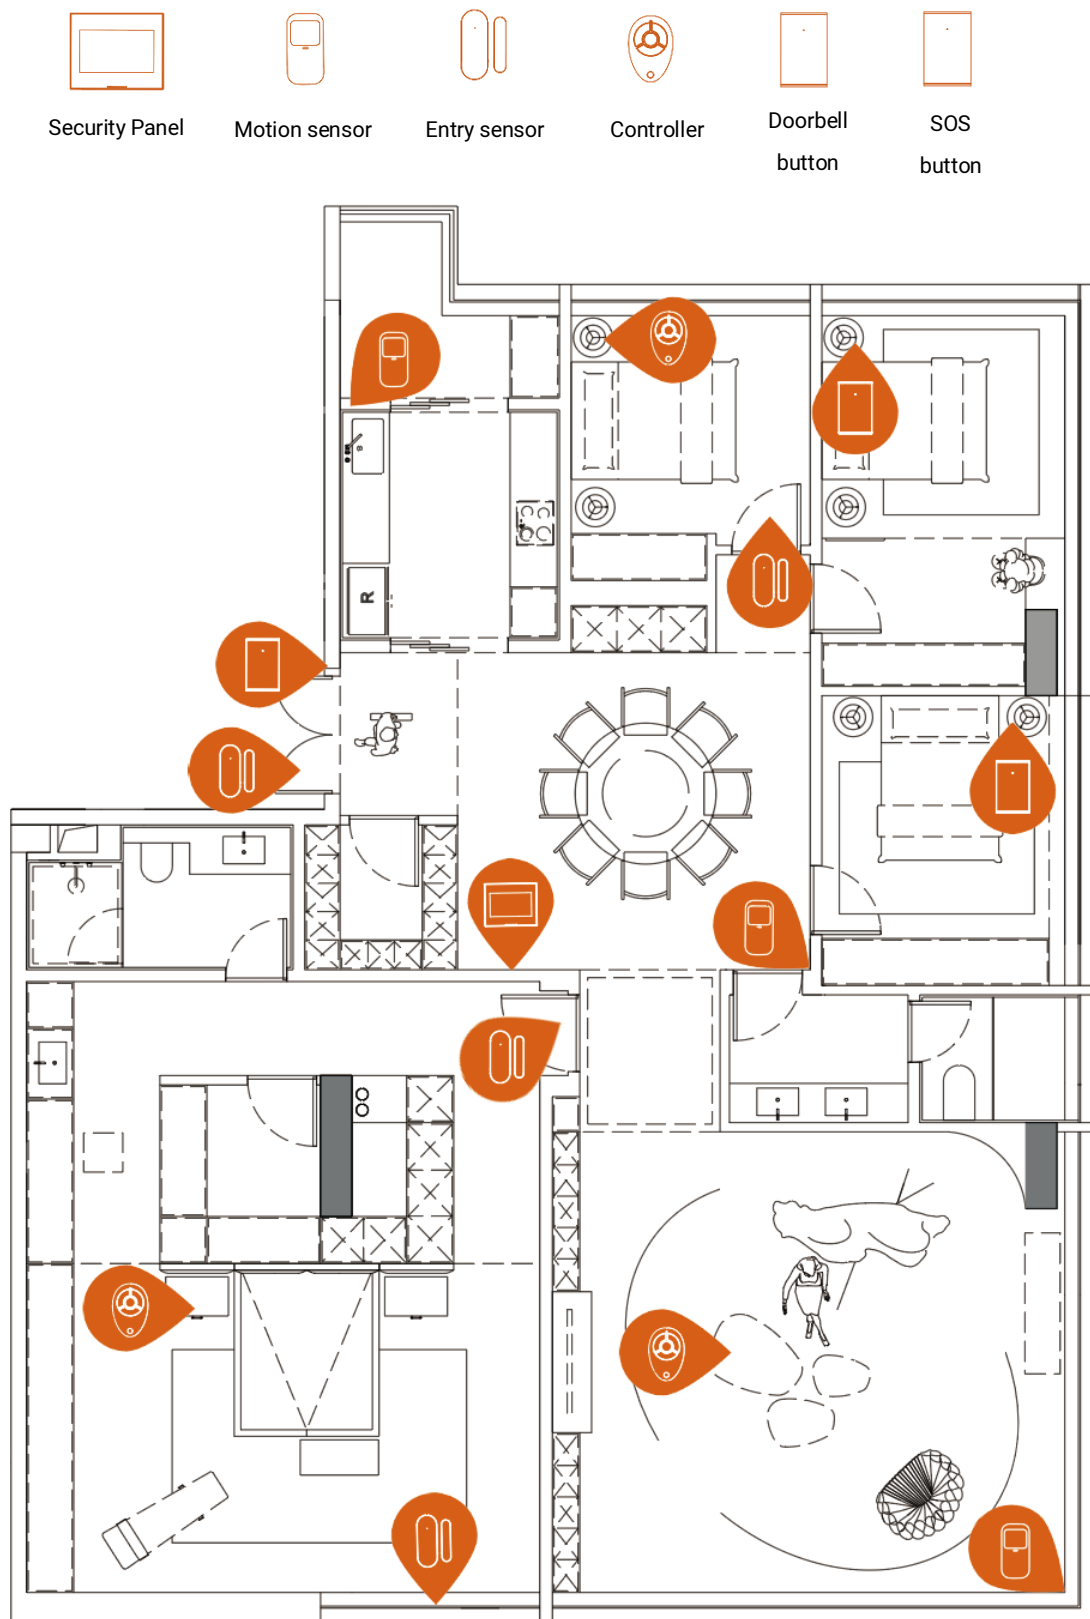 Security Panel
Motion sensor
Entry sensor
Controller
Doorbell
button
SOS
button
R